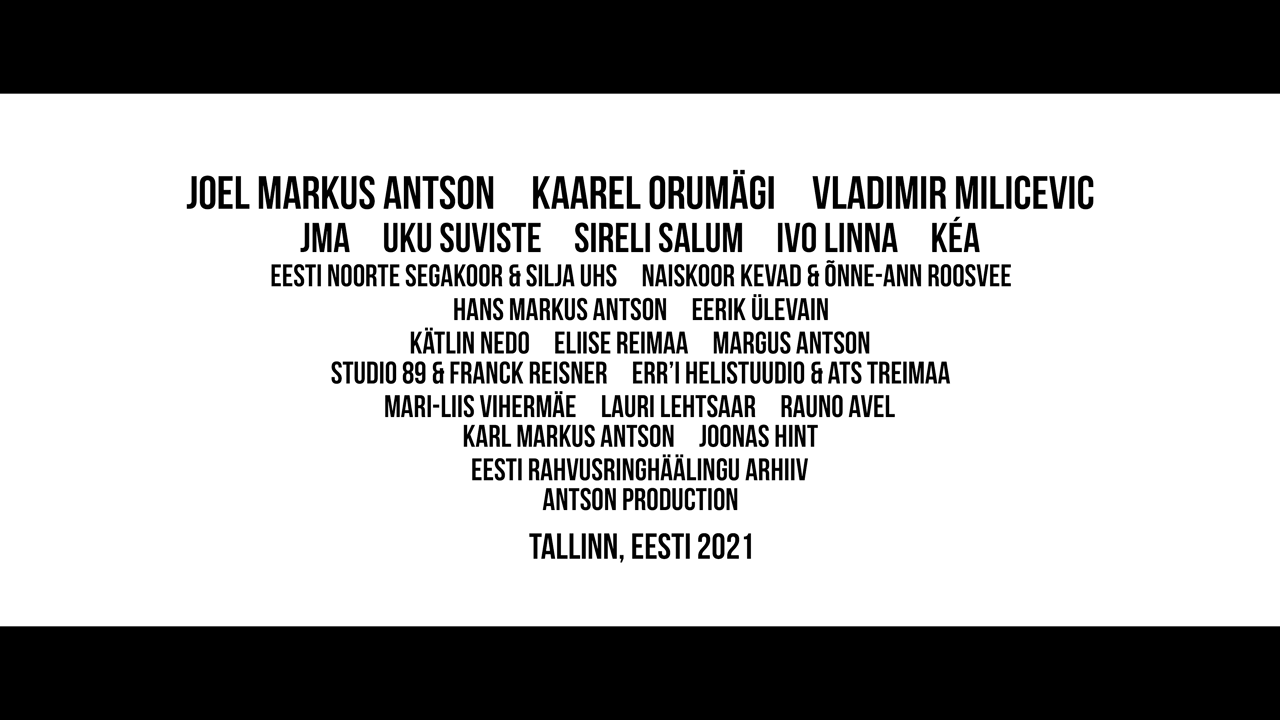 JOEL MARKUS ANTSON KAAREL ORUMÄGI VLADIMIR MILICEVIC
JMA UKU SUVISTE SIRELI SALUM IVO LINNA KÉA
EESTI NOORTE SEGAKOOR & SILJA UHS NAISKOOR KEVAD & ÕNNE-ANN ROOSVEE
HANS MARKUS ANTSON EERIK ÜLEVAIN
KÄTLIN NEDO ELIISE REIMAA MARGUS ANTSON
STUDIO 89 & FRANCK REISNER ERR’I HELISTUUDIO & ATS TREIMAA
MARI-LIIS VIHERMÄE LAURI LEHTSAAR RAUNO AVEL
KARL MARKUS ANTSON JOONAS HINT
EESTI RAHVUSRINGHÄÄLINGU ARHIIV
ANTSON PRODUCTION
TALLINN, EESTI 2021